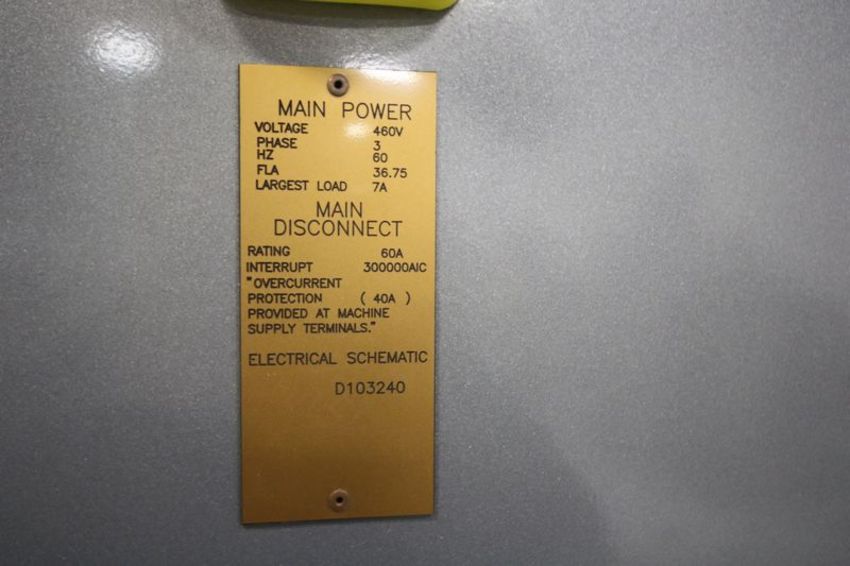 MAIN POWER
VOLTAGE 460V
PHASE 3
HZ 60
FLA 36.75
LARGEST LOAD 7A
MAIN
DISCONNECT
RATING 60A
INTERRUPT 300000AIC
"OVERCURRENT
PROTECTION ( 40A )
PROVIDED AT MACHINE
SUPPLY TERMINALS."
ELECTRICAL SCHEMATIC
D103240